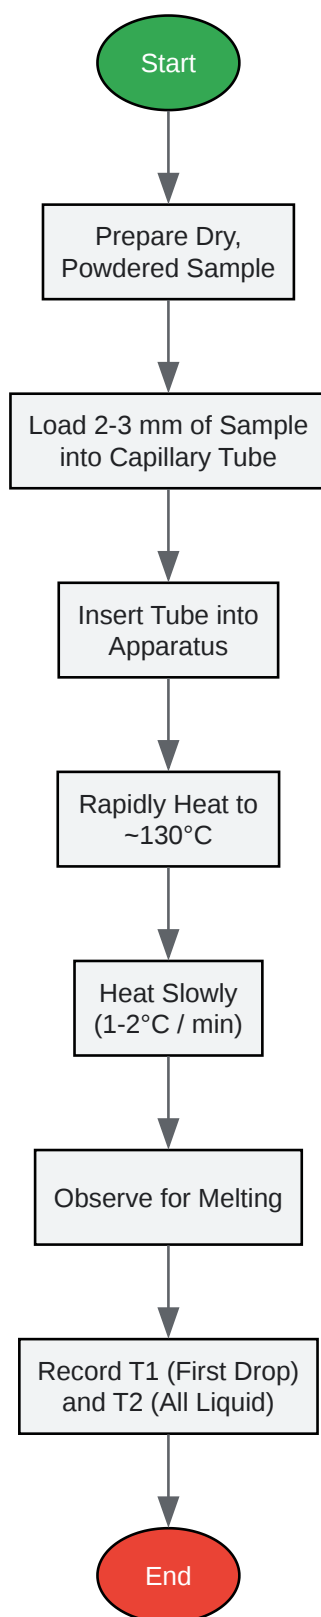 Start
Prepare Dry,
Powdered Sample
Load 2-3 mm of Sample
into Capillary Tube
Insert Tube into
Apparatus
Rapidly Heat to
~130°C
Heat Slowly
(1-2°C / min)
Observe for Melting
Record T1 (First Drop)
and T2 (All Liquid)
End